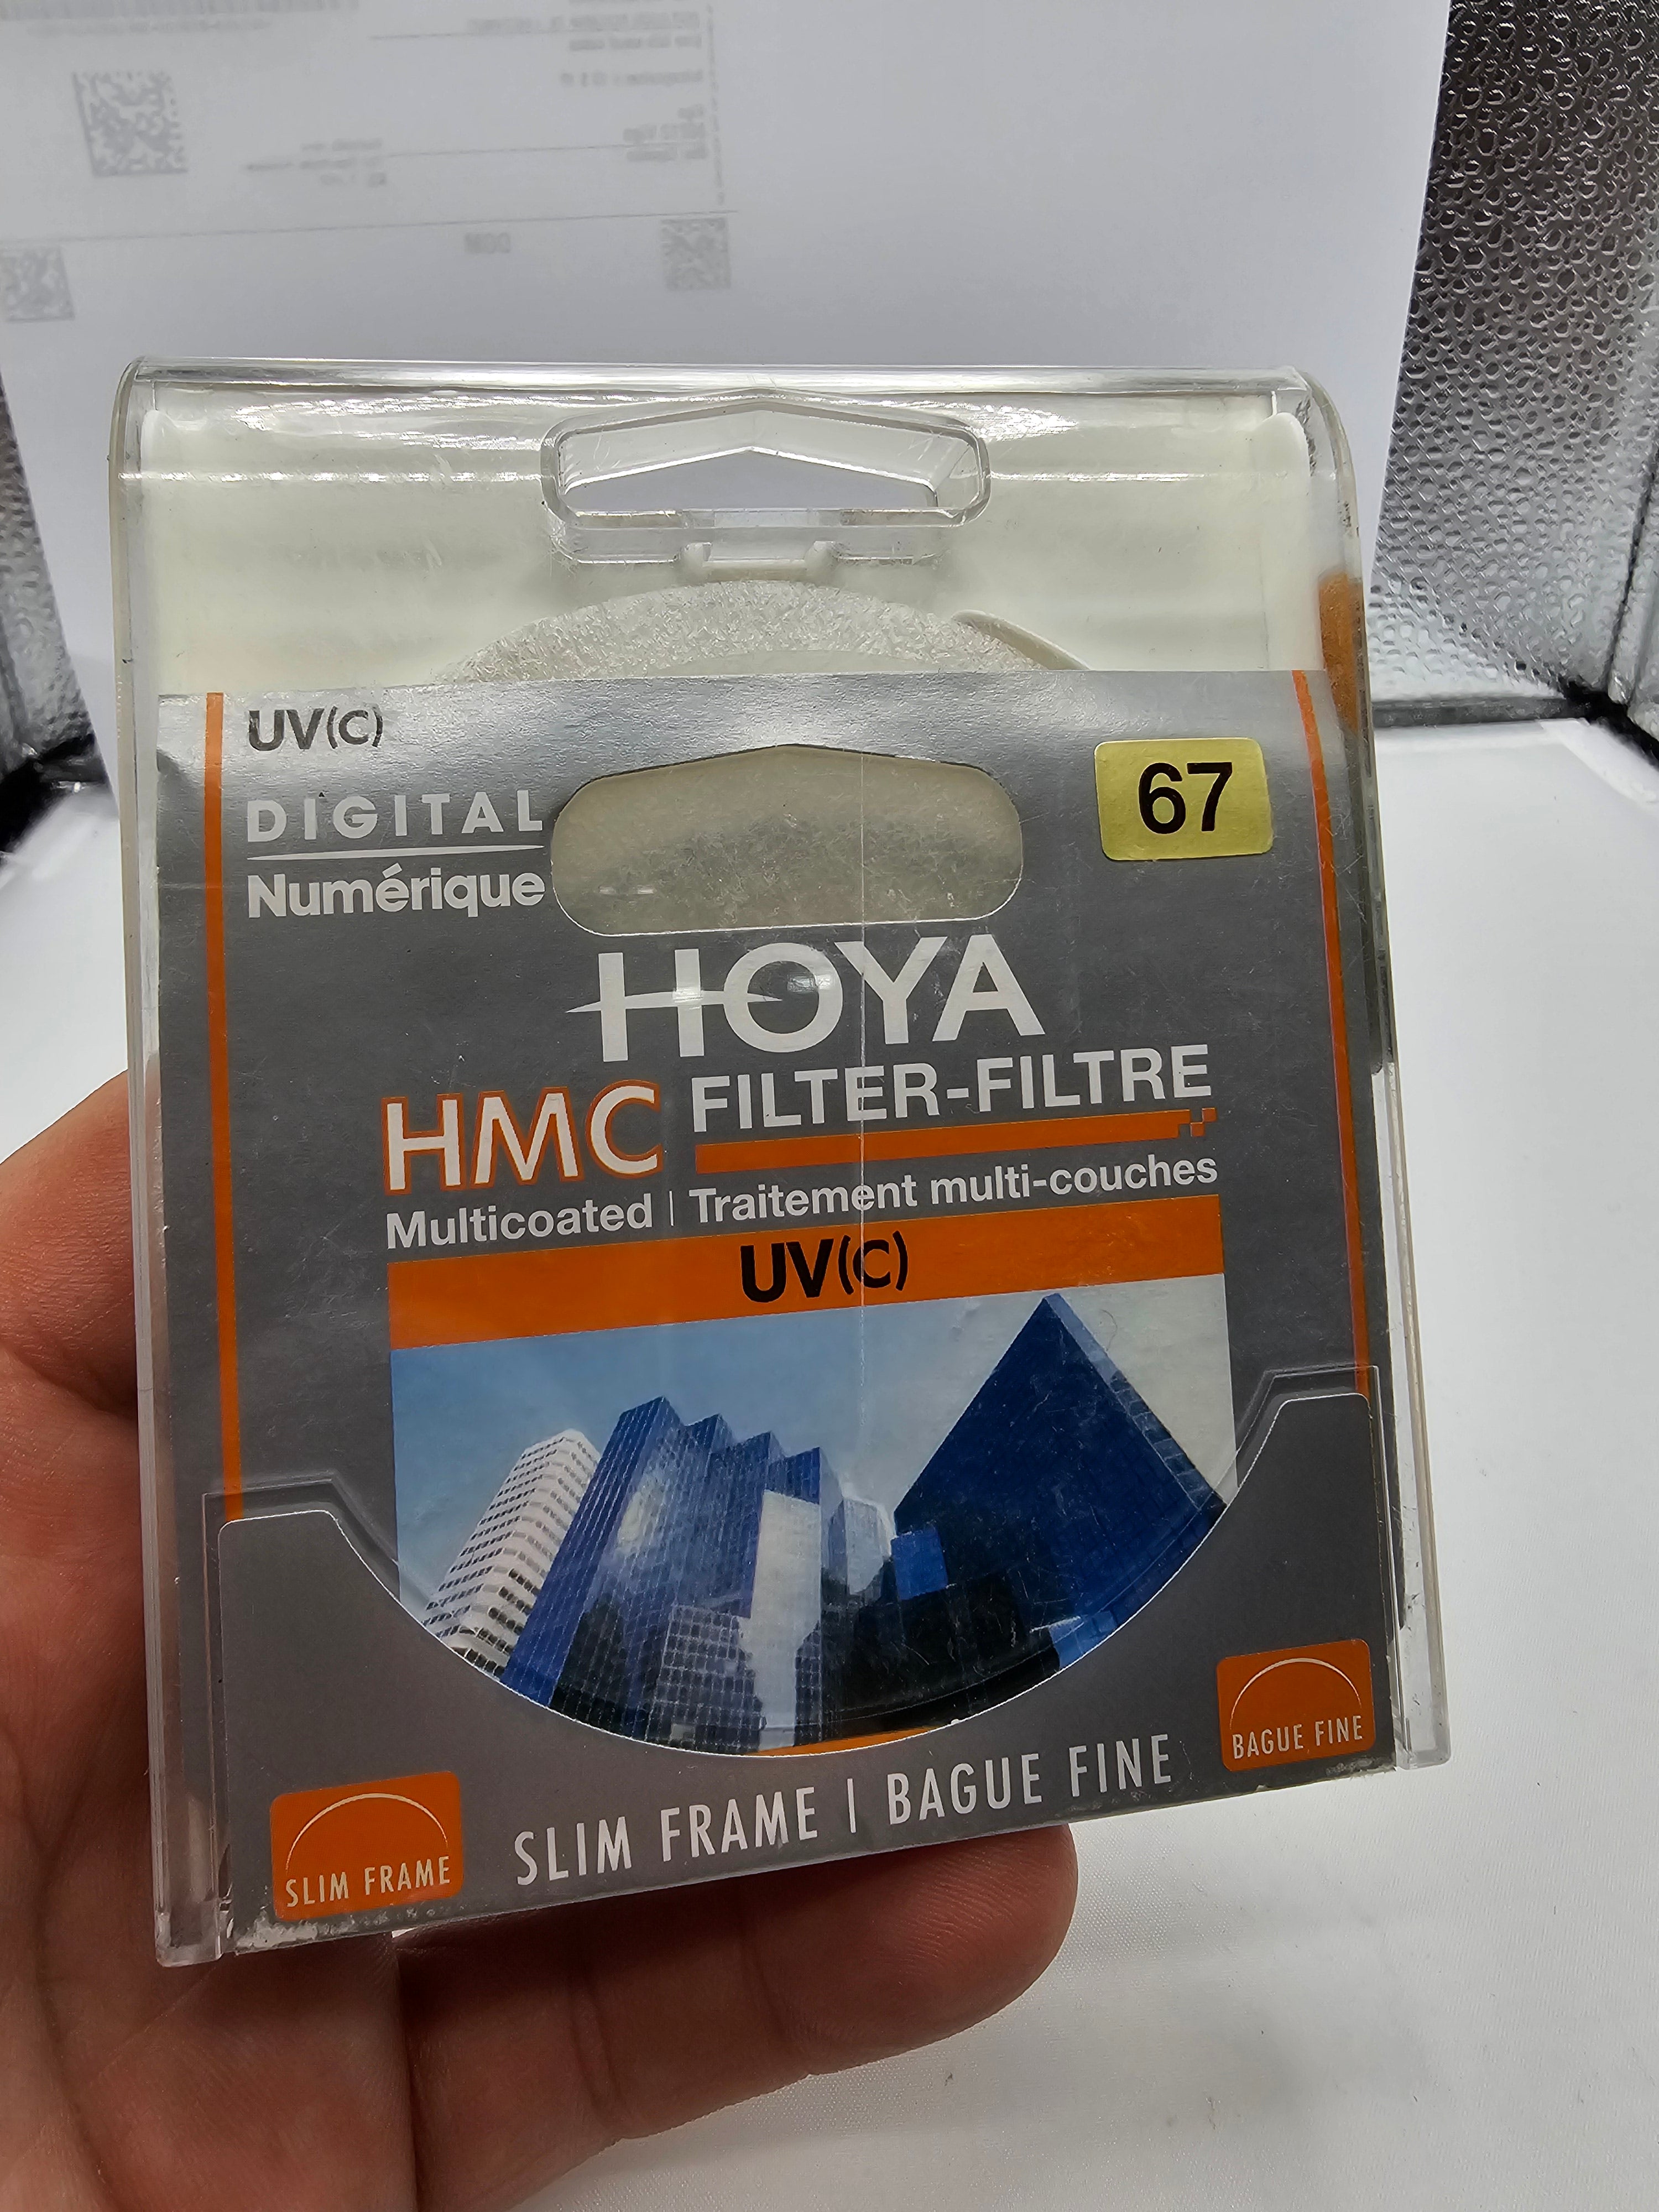 UV(C)
67
DIGITAL
Numérique
HOYA
HMC FILTER-FILTRE
Multicoated | Traitement multi-couches
UV(C)
BAGUE FINE
SLIM FRAME | BAGUE FINE
SLIM FRAME